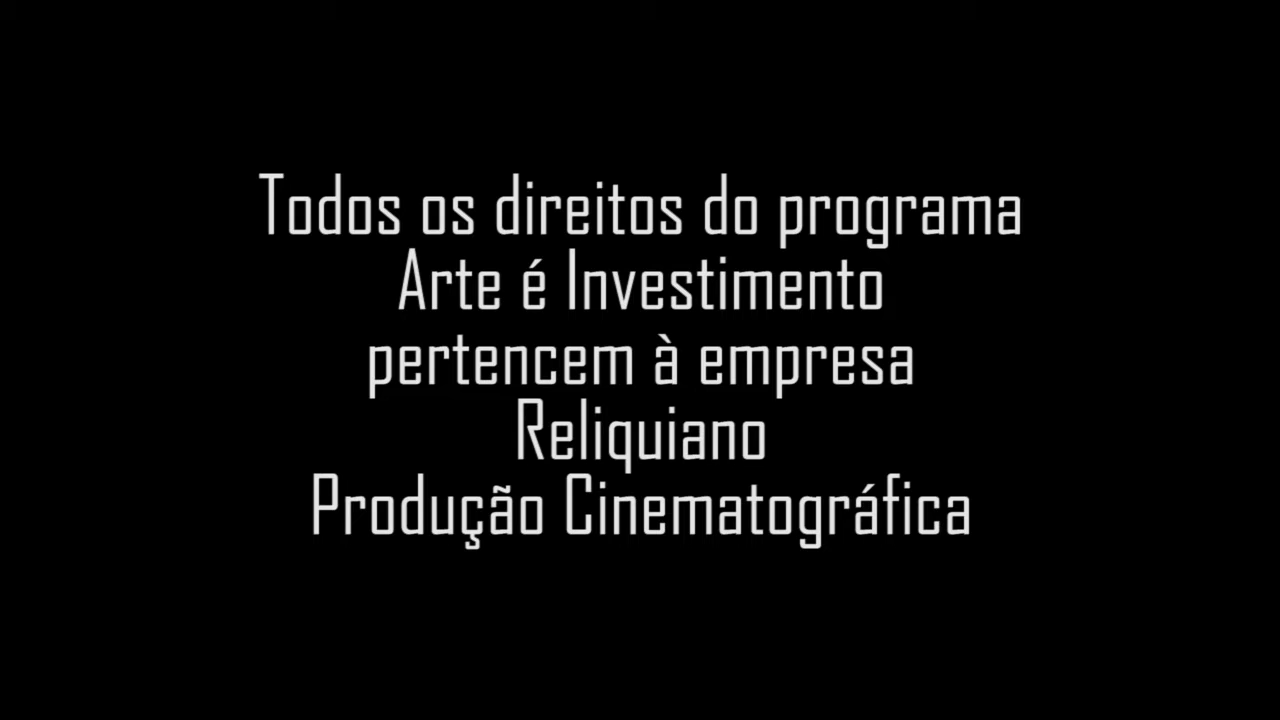 Todos os direitos do programa
Arte é Investimento
pertencem à empresa
Reliquiano
Produção Cinematográfica